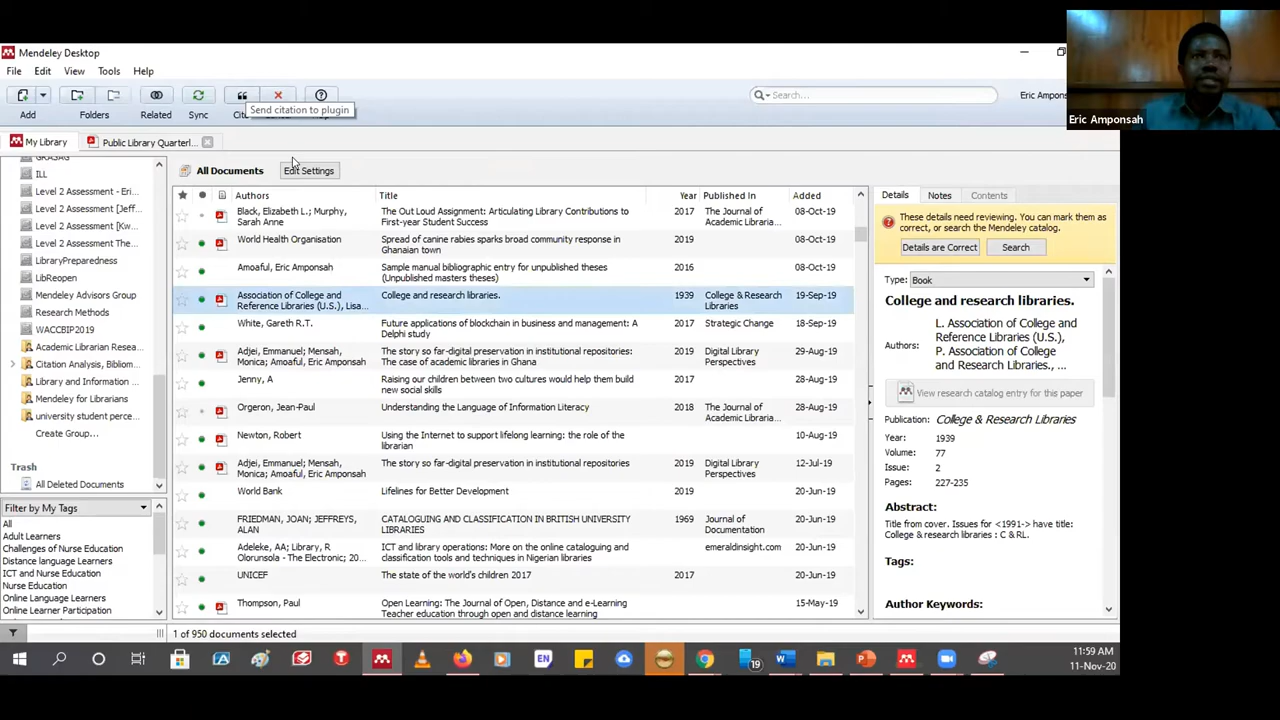 Mendeley Desktop
File Edit View Tools Help
Send citation to plugin
Add Folders Related Sync
Search...
Eric Ampons
Eric Amponsah
My Library
Public Library Quarterl...
All Documents
Edit Settings
ILL
Level 2 Assessment - Eri...
Level 2 Assessment [Jeff...
Level 2 Assessment [Kw...
Level 2 Assessment The...
LibraryPreparedness
LibReopen
Mendeley Advisors Group
Research Methods
WACCBIP2019
Academic Librarian Resea...
Citation Analysis, Bibliom...
Library and Information ...
Mendeley for Librarians
university student perce...
Create Group...
Trash
All Deleted Documents
Filter by My Tags
All
Adult Learners
Challenges of Nurse Education
Distance language Learners
ICT and Nurse Education
Nurse Education
Online Language Learners
Online Learner Participation
Authors Title Year Published In Added
Black, Elizabeth L.; Murphy, The Out Loud Assignment: Articulating Library Contributions to 2017 The Journal of 08-Oct-19
Sarah Anne First-year Student Success Academic Libraria...
World Health Organisation Spread of canine rabies sparks broad community response in 2019 08-Oct-19
Ghanaian town
Amoaful, Eric Amponsah Sample manual bibliographic entry for unpublished theses 2016 08-Oct-19
(Unpublished masters theses)
Association of College and College and research libraries. 1939 College & Research 19-Sep-19
Reference Libraries (U.S.), Lisa... Libraries
White, Gareth R.T. Future applications of blockchain in business and management: A 2017 Strategic Change 18-Sep-19
Delphi study
Adjei, Emmanuel; Mensah, The story so far-digital preservation in institutional repositories: 2019 Digital Library 29-Aug-19
Monica; Amoaful, Eric Amponsah The case of academic libraries in Ghana Perspectives
Jenny, A Raising our children between two cultures would help them build 2017 28-Aug-19
new social skills
Orgeron, Jean-Paul Understanding the Language of Information Literacy 2018 The Journal of 28-Aug-19
Academic Libraria...
Newton, Robert Using the Internet to support lifelong learning: the role of the 10-Aug-19
librarian
Adjei, Emmanuel; Mensah, The story so far-digital preservation in institutional repositories 2019 Digital Library 12-Jul-19
Monica; Amoaful, Eric Amponsah Perspectives
World Bank Lifelines for Better Development 2019 20-Jun-19
FRIEDMAN, JOAN; JEFFREYS, CATALOGUING AND CLASSIFICATION IN BRITISH UNIVERSITY 1969 Journal of 20-Jun-19
ALAN LIBRARIES Documentation
Adeleke, AA; Library, R ICT and library operations: More on the online cataloguing and emeraldinsight.com 20-Jun-19
Olorunsola - The Electronic; 20... classification tools and techniques in Nigerian libraries
UNICEF The state of the world's children 2017 2017 20-Jun-19
Thompson, Paul Open Learning: The Journal of Open, Distance and e-Learning 15-May-19
Teacher education through open and distance learning
1 of 950 documents selected
Details Notes Contents
These details need reviewing. You can mark them as
correct, or search the Mendeley catalog.
Details are Correct Search
Type: Book
College and research libraries.
Authors: L. Association of College and
Reference Libraries (U.S.),
P. Association of College
and Research Libraries., ...
View research catalog entry for this paper
Publication: College & Research Libraries
Year: 1939
Volume: 77
Issue: 2
Pages: 227-235
Abstract:
Title from cover. Issues for <1991-> have title:
College & research libraries : C & RL.
Tags:
Author Keywords:
EN
19
11:59 AM
11-Nov-20